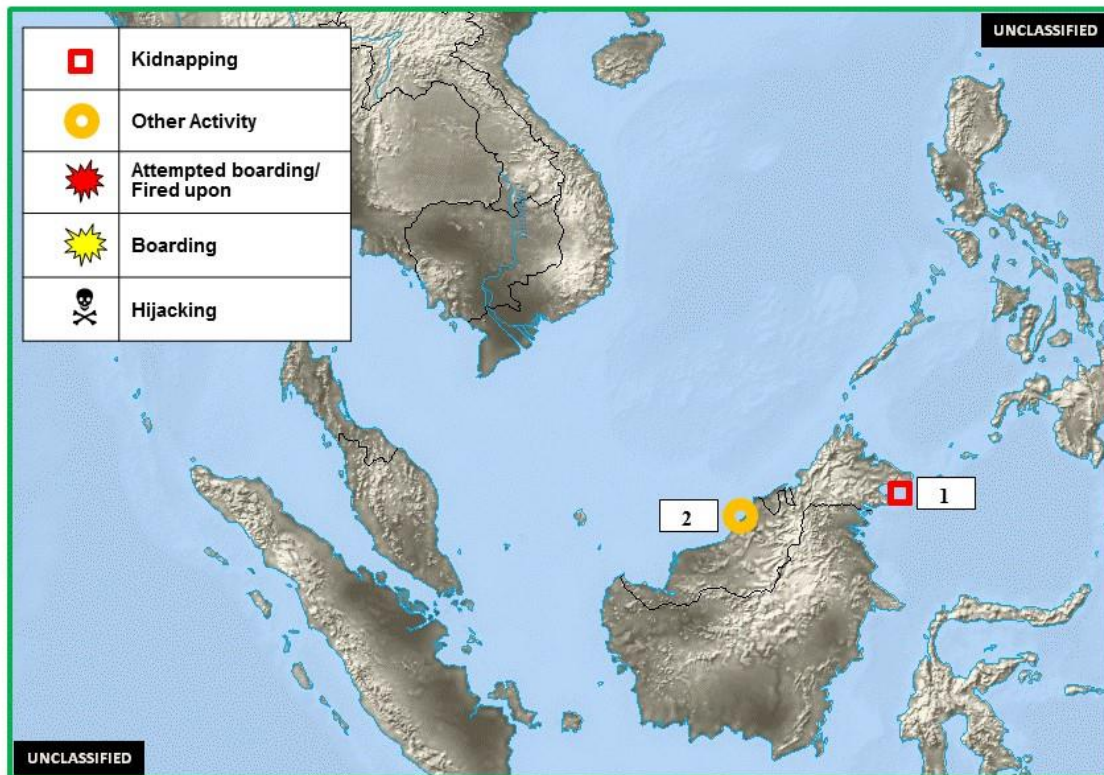 UNCLASSIFIED
Kidnapping
Other Activity
Attempted boarding/
Fired upon
Boarding
Hijacking
1
2
UNCLASSIFIED